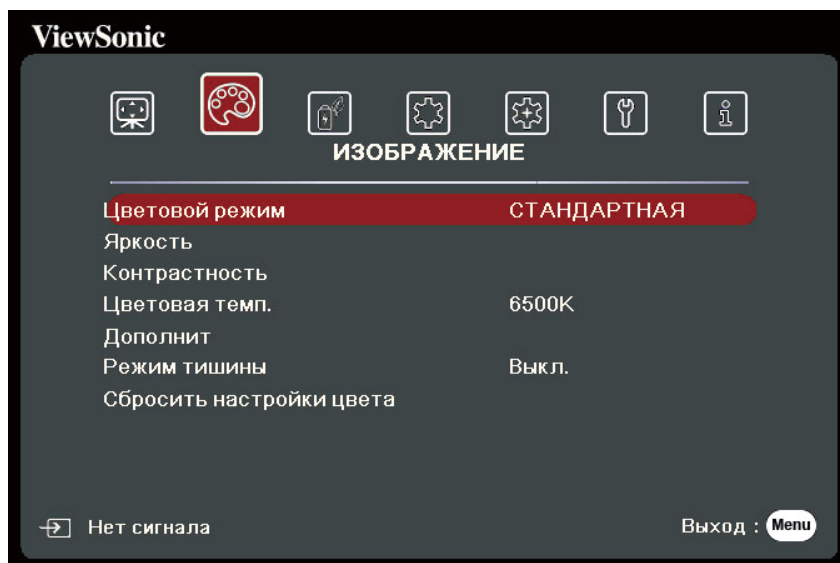 ViewSonic
ИЗОБРАЖЕНИЕ
Цветовой режим СТАНДАРТНАЯ
Яркость
Контрастность
Цветовая темп. 6500K
Дополнит
Режим тишины Выкл.
Сбросить настройки цвета
Нет сигнала Выход : Menu